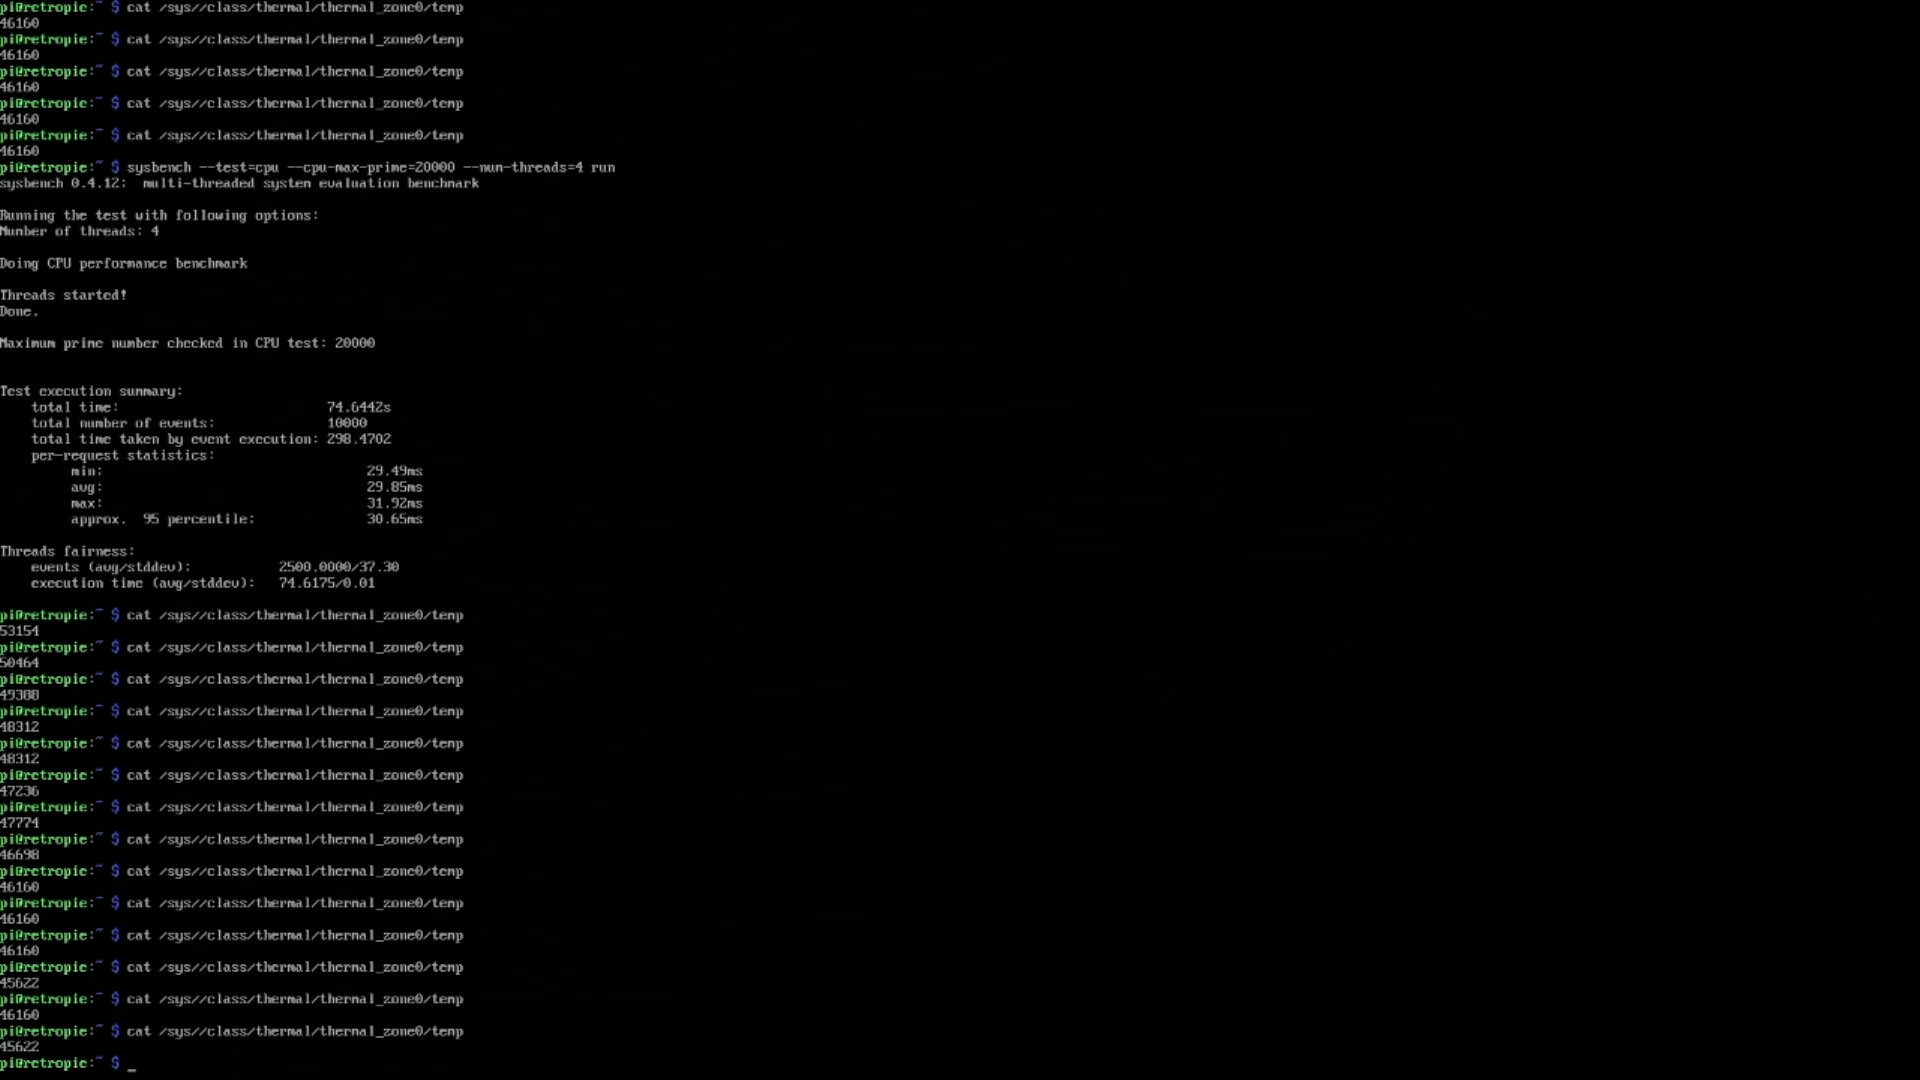 pi@retropie:~ $ cat /sys//class/thermal/thermal_zone0/temp
46160
pi@retropie:~ $ cat /sys//class/thermal/thermal_zone0/temp
46160
pi@retropie:~ $ cat /sys//class/thermal/thermal_zone0/temp
46160
pi@retropie:~ $ cat /sys//class/thermal/thermal_zone0/temp
46160
pi@retropie:~ $ cat /sys//class/thermal/thermal_zone0/temp
46160
pi@retropie:~ $ sysbench --test=cpu --cpu-max-prime=20000 --num-threads=4 run
sysbench 0.4.12:  multi-threaded system evaluation benchmark
Running the test with following options:
Number of threads: 4
Doing CPU performance benchmark
Threads started!
Done.
Maximum prime number checked in CPU test: 20000
Test execution summary:
total time: 74.6442s
total number of events: 10000
total time taken by event execution: 298.4702
per-request statistics:
min: 29.49ms
avg: 29.85ms
max: 31.92ms
approx.  95 percentile: 30.65ms
Threads fairness:
events (avg/stddev): 2500.0000/37.30
execution time (avg/stddev): 74.6175/0.01
pi@retropie:~ $ cat /sys//class/thermal/thermal_zone0/temp
53154
pi@retropie:~ $ cat /sys//class/thermal/thermal_zone0/temp
50464
pi@retropie:~ $ cat /sys//class/thermal/thermal_zone0/temp
49388
pi@retropie:~ $ cat /sys//class/thermal/thermal_zone0/temp
48312
pi@retropie:~ $ cat /sys//class/thermal/thermal_zone0/temp
48312
pi@retropie:~ $ cat /sys//class/thermal/thermal_zone0/temp
47236
pi@retropie:~ $ cat /sys//class/thermal/thermal_zone0/temp
47774
pi@retropie:~ $ cat /sys//class/thermal/thermal_zone0/temp
46698
pi@retropie:~ $ cat /sys//class/thermal/thermal_zone0/temp
46160
pi@retropie:~ $ cat /sys//class/thermal/thermal_zone0/temp
46160
pi@retropie:~ $ cat /sys//class/thermal/thermal_zone0/temp
46160
pi@retropie:~ $ cat /sys//class/thermal/thermal_zone0/temp
45622
pi@retropie:~ $ cat /sys//class/thermal/thermal_zone0/temp
46160
pi@retropie:~ $ cat /sys//class/thermal/thermal_zone0/temp
45622
pi@retropie:~ $ _